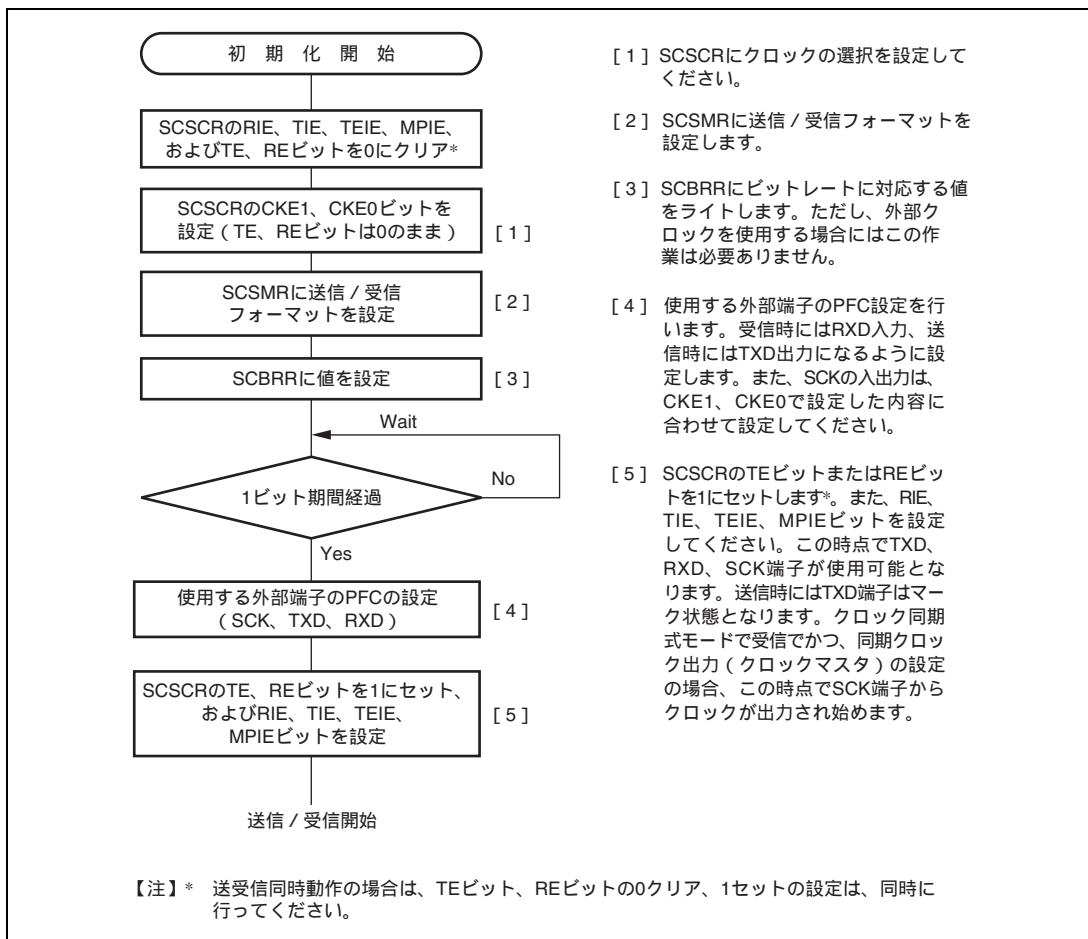 初 期 化 開 始
SCSCRのRIE、TIE、TEIE、MPIE、
およびTE、REビットを0にクリア*
SCSCRのCKE1、CKE0ビットを
設定（TE、REビットは0のまま）
[ 1 ]
SCSMRに送信 / 受信
フォーマットを設定
[ 2 ]
SCBRRに値を設定
[ 3 ]
Wait
1ビット期間経過
No
Yes
使用する外部端子のPFCの設定
（SCK、TXD、RXD）
[ 4 ]
SCSCRのTE、REビットを1にセット、
およびRIE、TIE、TEIE、
MPIEビットを設定
[ 5 ]
送信 / 受信開始
[ 1 ] SCSCRにクロックの選択を設定して
ください。
[ 2 ] SCSMRに送信 / 受信フォーマットを
設定します。
[ 3 ] SCBRRにビットレートに対応する値
をライトします。ただし、外部ク
ロックを使用する場合にはこの作
業は必要ありません。
[ 4 ] 使用する外部端子のPFC設定を行
います。受信時にはRXD入力、送
信時にはTXD出力になるように設
定します。また、SCKの入出力は、
CKE1、CKE0で設定した内容に
合わせて設定してください。
[ 5 ] SCSCRのTEビットまたはREビッ
トを1にセットします*。また、RIE、
TIE、TEIE、MPIEビットを設定
してください。この時点でTXD、
RXD、SCK端子が使用可能とな
ります。送信時にはTXD端子はマー
ク状態となります。クロック同期
式モードで受信でかつ、同期クロッ
ク出力（クロックマスタ）の設定
の場合、この時点でSCK端子から
クロックが出力され始めます。
【注】* 送受信同時動作の場合は、TEビット、REビットの0クリア、1セットの設定は、同時に
行ってください。